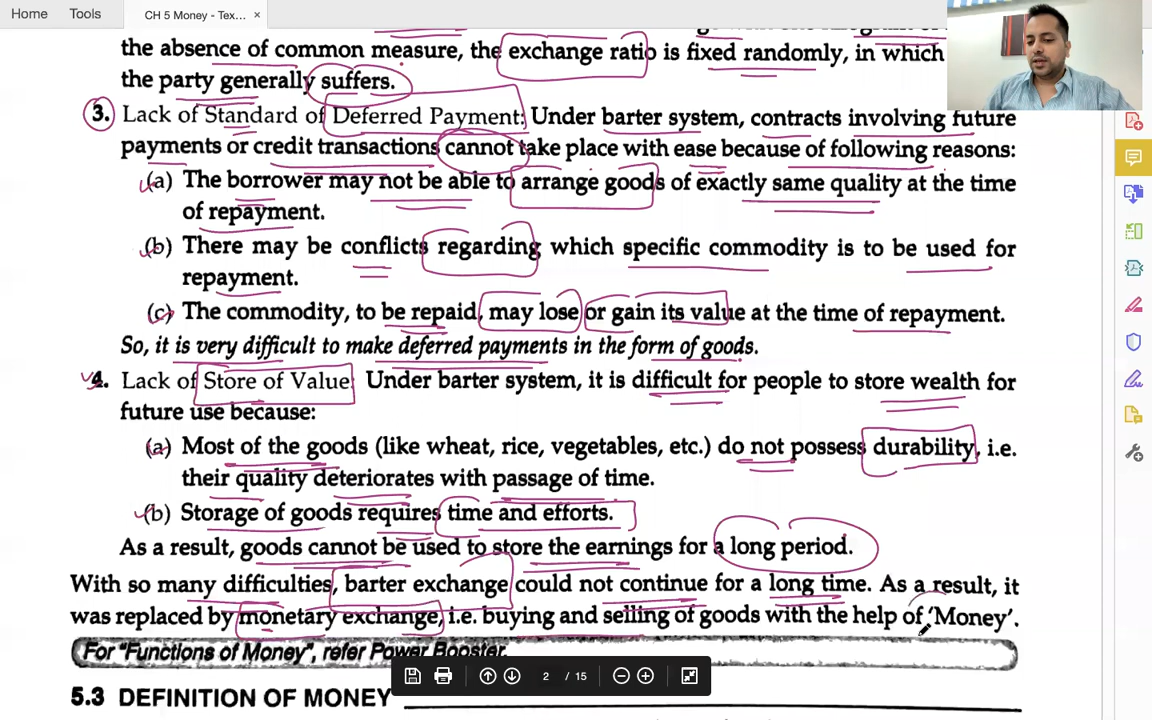 Home Tools CH 5 Money - Tex... ×
the absence of common measure, the exchange ratio is fixed randomly, in which
the party generally suffers.
3. Lack of Standard of Deferred Payment: Under barter system, contracts involving future
payments or credit transactions cannot take place with ease because of following reasons:
(a) The borrower may not be able to arrange goods of exactly same quality at the time
of repayment.
(b) There may be conflicts regarding which specific commodity is to be used for
repayment.
(c) The commodity, to be repaid, may lose or gain its value at the time of repayment.
So, it is very difficult to make deferred payments in the form of goods.
4. Lack of Store of Value: Under barter system, it is difficult for people to store wealth for
future use because:
(a) Most of the goods (like wheat, rice, vegetables, etc.) do not possess durability, i.e.
their quality deteriorates with passage of time.
(b) Storage of goods requires time and efforts.
As a result, goods cannot be used to store the earnings for a long period.
With so many difficulties, barter exchange could not continue for a long time. As a result, it
was replaced by monetary exchange, i.e. buying and selling of goods with the help of 'Money'.
For "Functions of Money", refer Power Booster.
2 / 15
5.3 DEFINITION OF MONEY